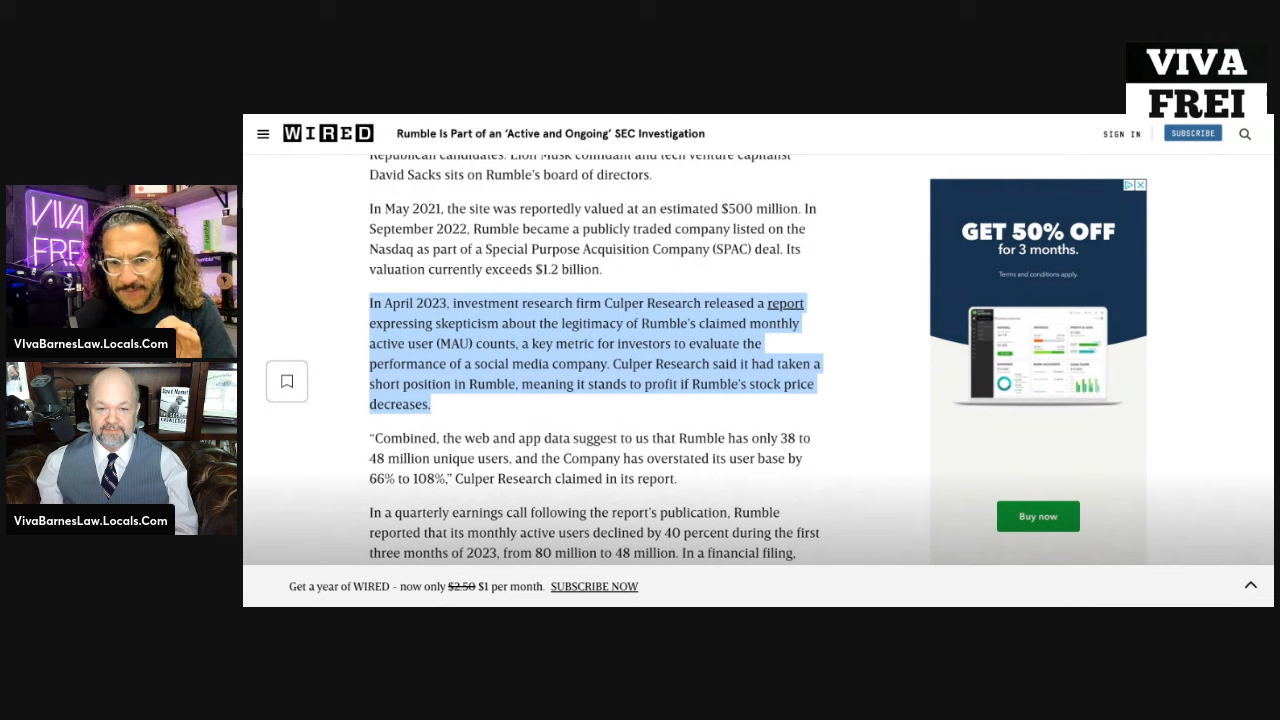 VIVA
FREI
WIRED
Rumble Is Part of an ‘Active and Ongoing’ SEC Investigation
SIGN IN
SUBSCRIBE
Republican candidates. Elon Musk confidant and tech venture capitalist
David Sacks sits on Rumble’s board of directors.
In May 2021, the site was reportedly valued at an estimated $500 million. In
September 2022, Rumble became a publicly traded company listed on the
Nasdaq as part of a Special Purpose Acquisition Company (SPAC) deal. Its
valuation currently exceeds $1.2 billion.
In April 2023, investment research firm Culper Research released a report
expressing skepticism about the legitimacy of Rumble’s claimed monthly
active user (MAU) counts, a key metric for investors to evaluate the
performance of a social media company. Culper Research said it had taken a
short position in Rumble, meaning it stands to profit if Rumble’s stock price
decreases.
“Combined, the web and app data suggest to us that Rumble has only 38 to
48 million unique users, and the Company has overstated its user base by
66% to 108%,” Culper Research claimed in its report.
In a quarterly earnings call following the report’s publication, Rumble
reported that its monthly active users declined by 40 percent during the first
three months of 2023, from 80 million to 48 million. In a financial filing,
GET 50% OFF
for 3 months.
Terms and conditions apply.
Buy now
Get a year of WIRED – now only $2.50 $1 per month. SUBSCRIBE NOW
VIVA
FREI
VIvaBarnesLaw.Locals.Com
VivaBarnesLaw.Locals.Com